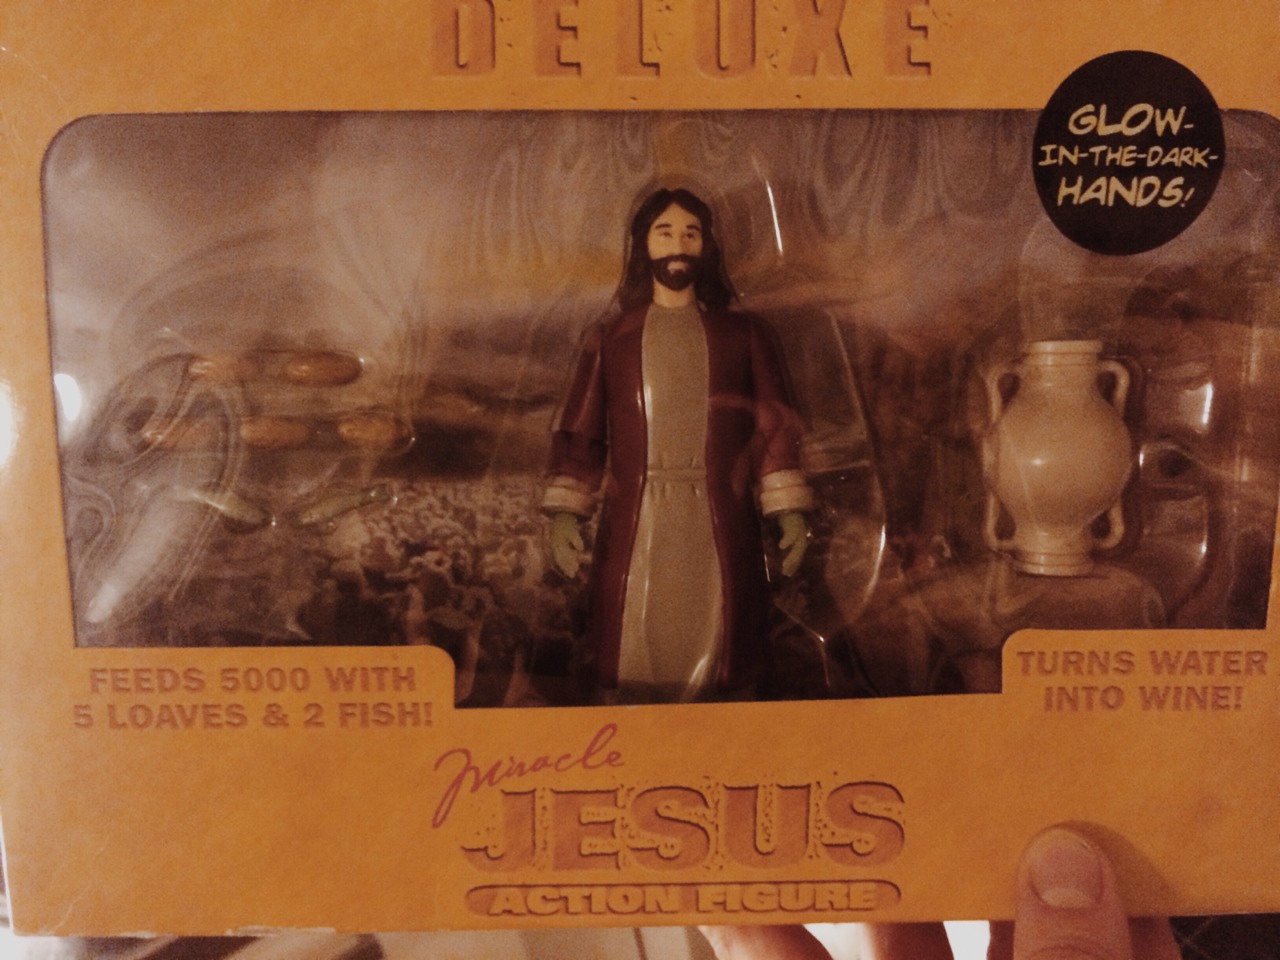 DELUXE
GLOW-
IN-THE-DARK-
HANDS!
FEEDS 5000 WITH
5 LOAVES & 2 FISH!
TURNS WATER
INTO WINE!
Miracle
JESUS
ACTION FIGURE